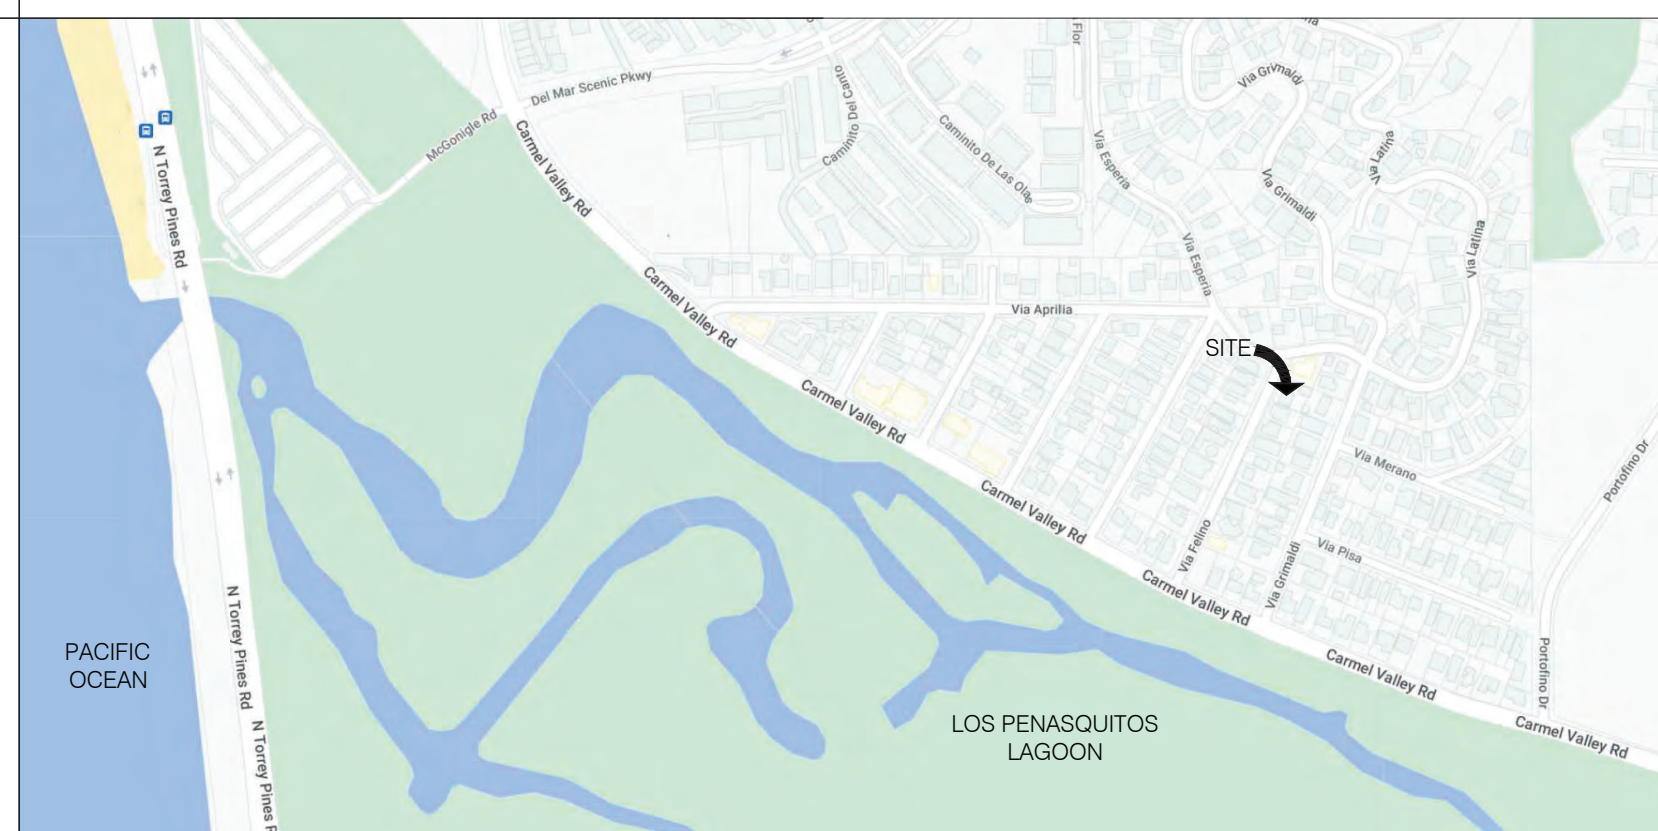 na
Flor
Via Grimaldi
Del Mar Scenic Pkwy
Caminito Del Canto
McGonigle Rd
Carmel Valley Rd
Caminito De Las Olas
Via Esperia
Via Latina
Via Grimaldi
N Torrey Pines Rd
Via Esperia
Via Latina
Carmel Valley Rd
Via Aprilia
SITE
Carmel Valley Rd
Via Merano
Portofino Dr
Carmel Valley Rd
Via Felino
Via Pisa
Via Grimaldi
Carmel Valley Rd
N Torrey Pines Rd
PACIFIC
OCEAN
Carmel Valley Rd
Portofino Dr
LOS PENASQUITOS
LAGOON
Carmel Valley Rd
N Torrey Pines R